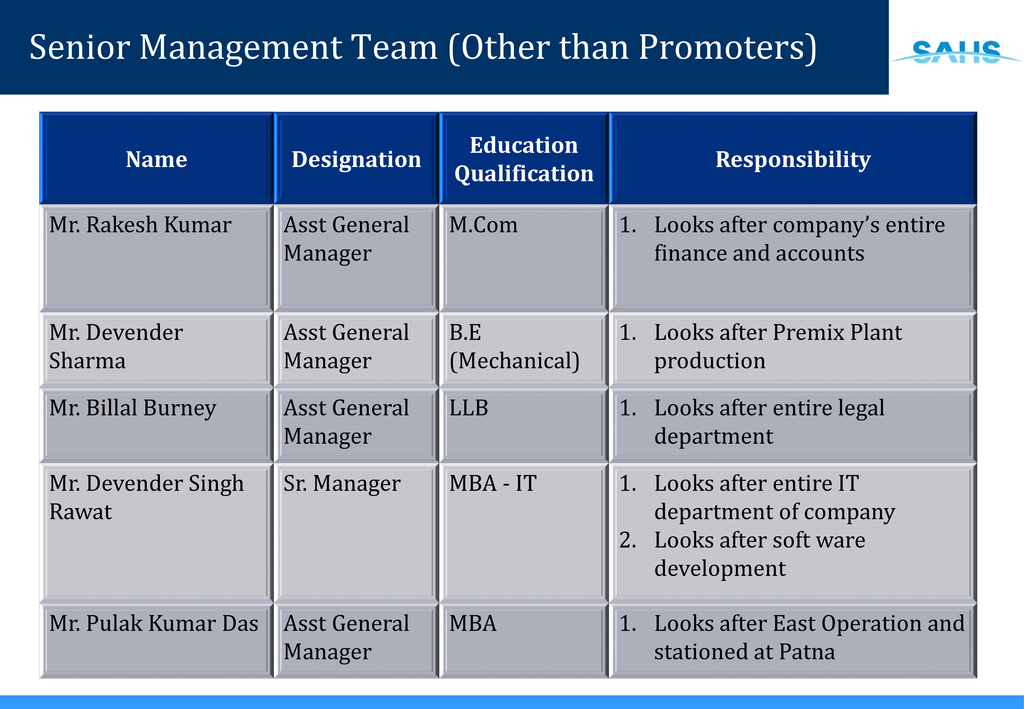 Senior Management Team (Other than Promoters)
SAHS
Name
Designation
Education
Qualification
Responsibility
Mr. Rakesh Kumar
Asst General
Manager
M.Com
1. Looks after company’s entire
finance and accounts
Mr. Devender
Sharma
Asst General
Manager
B.E
(Mechanical)
1. Looks after Premix Plant
production
Mr. Billal Burney
Asst General
Manager
LLB
1. Looks after entire legal
department
Mr. Devender Singh
Rawat
Sr. Manager
MBA - IT
1. Looks after entire IT
department of company
2. Looks after soft ware
development
Mr. Pulak Kumar Das
Asst General
Manager
MBA
1. Looks after East Operation and
stationed at Patna